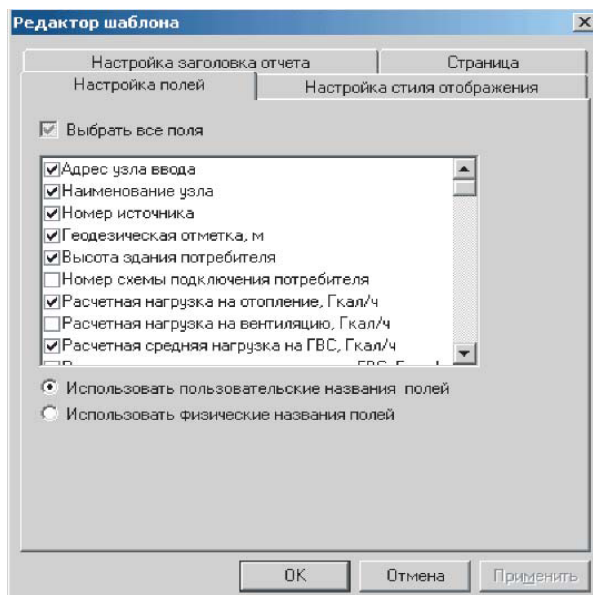 Редактор шаблона
Настройка заголовка отчета
Страница
Настройка полей
Настройка стиля отображения
Выбрать все поля
Адрес узла ввода
Наименование узла
Номер источника
Геодезическая отметка, м
Высота здания потребителя
Номер схемы подключения потребителя
Расчетная нагрузка на отопление, Гкал/ч
Расчетная нагрузка на вентиляцию, Гкал/ч
Расчетная средняя нагрузка на ГВС, Гкал/ч
Использовать пользовательские названия полей
Использовать физические названия полей
OK
Отмена
Применить